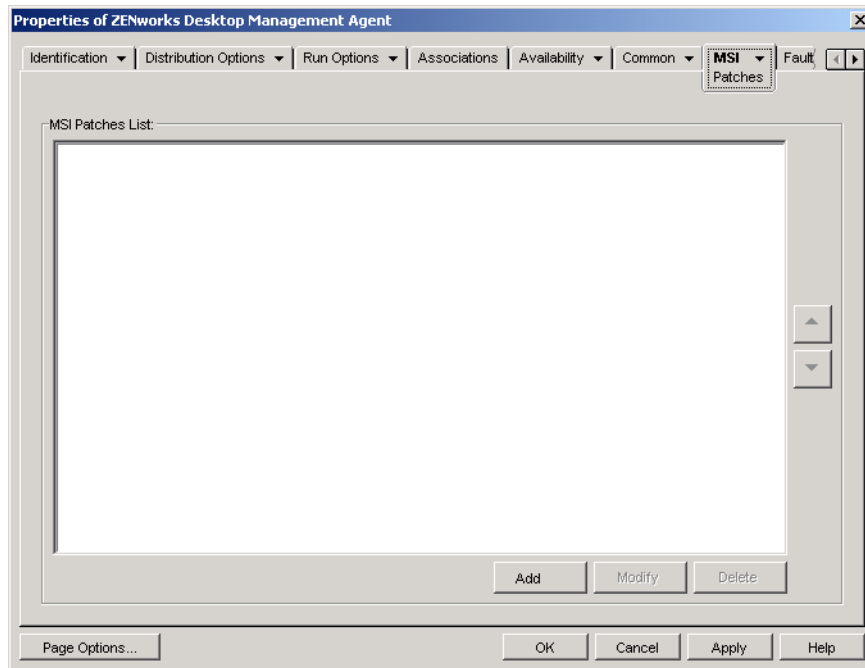 Properties of ZENworks Desktop Management Agent
Identification Distribution Options Run Options Associations Availability Common MSI Fault
Patches
MSI Patches List:
Add Modify Delete
Page Options... OK Cancel Apply Help